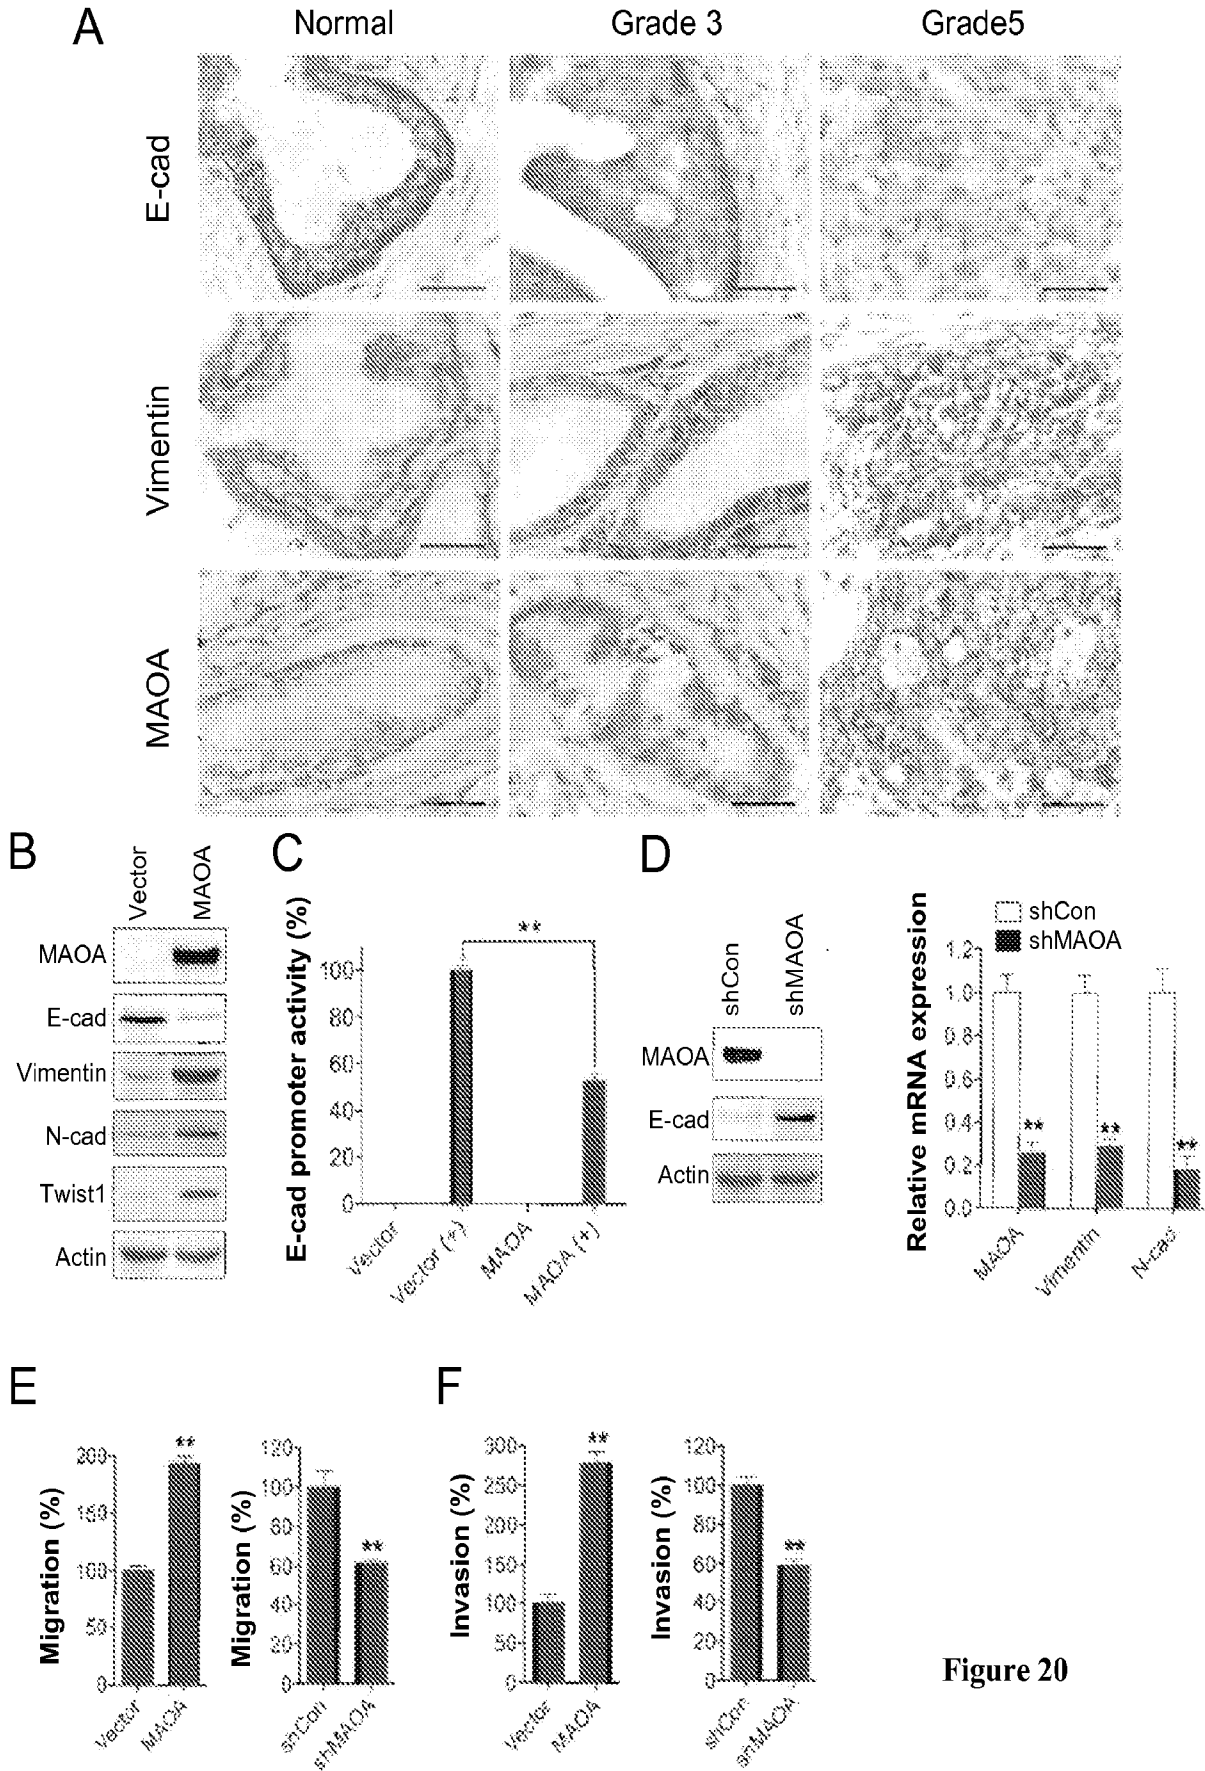 A
Normal
Grade 3
Grade5
E-cad
Vimentin
MAOA
B
Vector
MAOA
MAOA
E-cad
Vimentin
N-cad
Twist1
Actin
C
E-cad promoter activity (%)
**
100
80
60
40
20
0
Vector
Vector (+)
MAOA
MAOA (+)
D
shCon
shMAOA
MAOA
E-cad
Actin
Relative mRNA expression
shCon
shMAOA
1.2
1.0
0.8
0.6
0.4
0.2
0.0
**
**
**
MAOA
Vimentin
N-cad
E
Migration (%)
200
150
100
50
0
**
Vector
MAOA
Migration (%)
120
100
80
60
40
20
0
**
shCon
shMAOA
F
Invasion (%)
300
250
200
150
100
50
0
**
Vector
MAOA
Invasion (%)
120
100
80
60
40
20
0
**
shCon
shMAOA
Figure 20